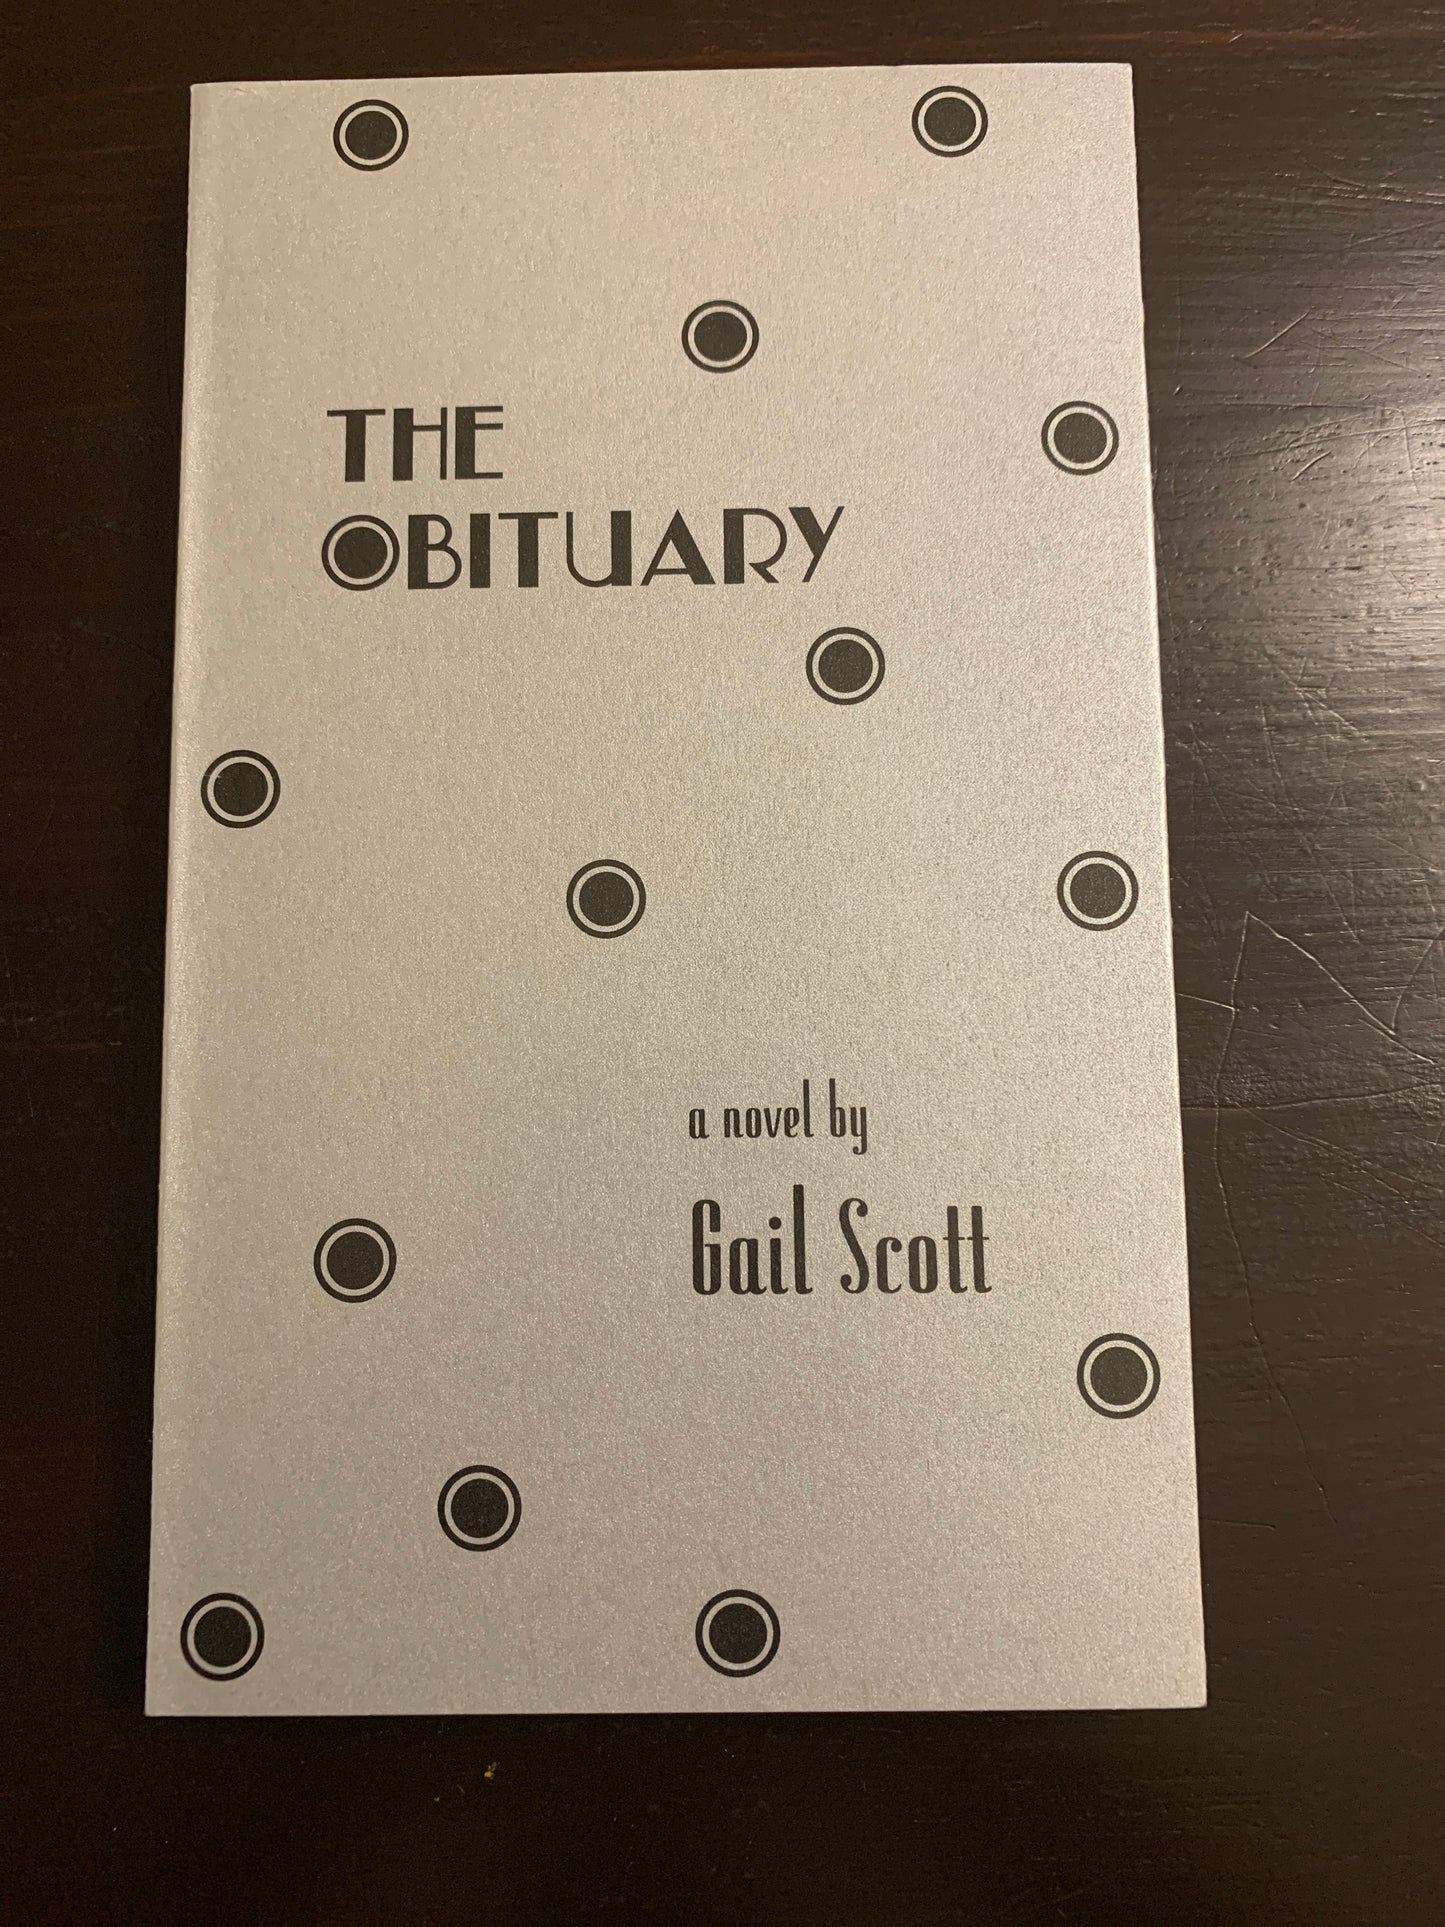 THE
OBITUARY
a novel by
Gail Scott